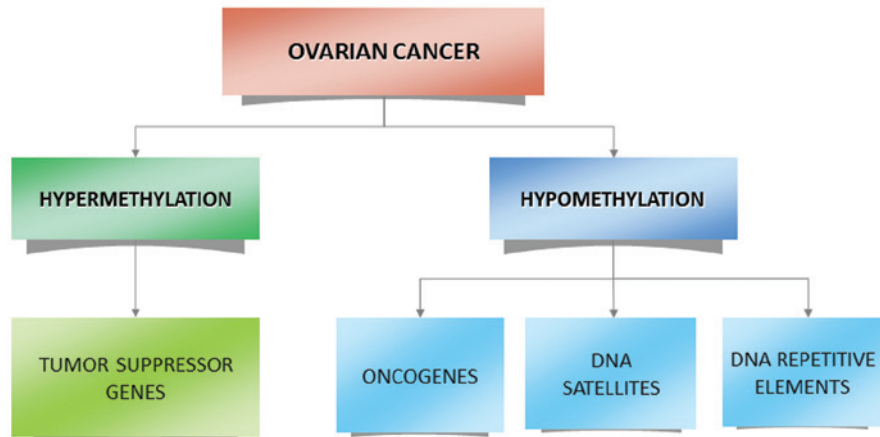 OVARIAN CANCER
HYPERMETHYLATION
HYPOMETHYLATION
TUMOR SUPPRESSOR
GENES
ONCOGENES
DNA
SATELLITES
DNA REPETITIVE
ELEMENTS